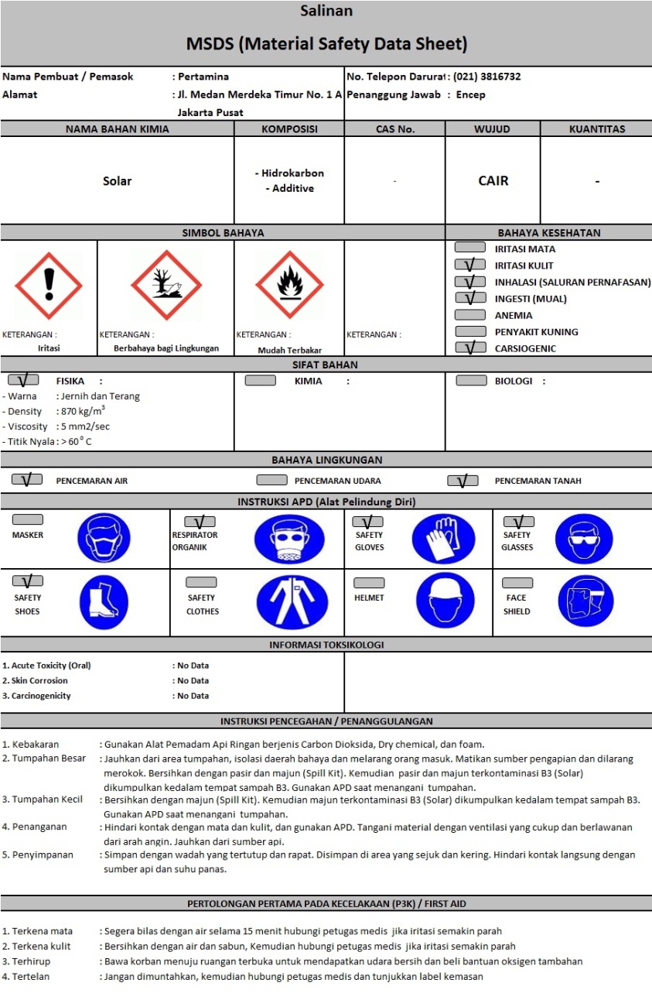 Salinan
MSDS (Material Safety Data Sheet)
Nama Pembuat / Pemasok : Pertamina No. Telepon Darurat : (021) 3816732
Alamat : Jl. Medan Merdeka Timur No. 1 A Penanggung Jawab : Encep
Jakarta Pusat
NAMA BAHAN KIMIA KOMPOSISI CAS No. WUJUD KUANTITAS
Solar - Hidrokarbon - CAIR -
- Additive
SIMBOL BAHAYA BAHAYA KESEHATAN
IRITASI MATA
√ IRITASI KULIT
√ INHALASI (SALURAN PERNAFASAN)
√ INGESTI (MUAL)
ANEMIA
PENYAKIT KUNING
√ CARSIOGENIC
KETERANGAN : KETERANGAN : KETERANGAN : KETERANGAN :
Iritasi Berbahaya bagi Lingkungan Mudah Terbakar
SIFAT BAHAN
√ FISIKA : KIMIA : BIOLOGI :
- Warna : Jernih dan Terang
- Density : 870 kg/m³
- Viscosity : 5 mm2/sec
- Titik Nyala : > 60° C
BAHAYA LINGKUNGAN
√ PENCEMARAN AIR PENCEMARAN UDARA √ PENCEMARAN TANAH
INSTRUKSI APD (Alat Pelindung Diri)
MASKER
√ RESPIRATOR
ORGANIK
√ SAFETY
GLOVES
√ SAFETY
GLASSES
√ SAFETY
SHOES
SAFETY
CLOTHES
HELMET
FACE
SHIELD
INFORMASI TOKSIKOLOGI
1. Acute Toxicity (Oral) : No Data
2. Skin Corrosion : No Data
3. Carcinogenicity : No Data
INSTRUKSI PENCEGAHAN / PENANGGULANGAN
1. Kebakaran : Gunakan Alat Pemadam Api Ringan berjenis Carbon Dioksida, Dry chemical, dan foam.
2. Tumpahan Besar : Jauhkan dari area tumpahan, isolasi daerah bahaya dan melarang orang masuk. Matikan sumber pengapian dan dilarang
merokok. Bersihkan dengan pasir dan majun (Spill Kit). Kemudian pasir dan majun terkontaminasi B3 (Solar)
dikumpulkan kedalam tempat sampah B3. Gunakan APD saat menangani tumpahan.
3. Tumpahan Kecil : Bersihkan dengan majun (Spill Kit). Kemudian majun terkontaminasi B3 (Solar) dikumpulkan kedalam tempat sampah B3.
Gunakan APD saat menangani tumpahan.
4. Penanganan : Hindari kontak dengan mata dan kulit, dan gunakan APD. Tangani material dengan ventilasi yang cukup dan berlawanan
dari arah angin. Jauhkan dari sumber api.
5. Penyimpanan : Simpan dengan wadah yang tertutup dan rapat. Disimpan di area yang sejuk dan kering. Hindari kontak langsung dengan
sumber api dan suhu panas.
PERTOLONGAN PERTAMA PADA KECELAKAAN (P3K) / FIRST AID
1. Terkena mata : Segera bilas dengan air selama 15 menit hubungi petugas medis jika iritasi semakin parah
2. Terkena kulit : Bersihkan dengan air dan sabun, Kemudian hubungi petugas medis jika iritasi semakin parah
3. Terhirup : Bawa korban menuju ruangan terbuka untuk mendapatkan udara bersih dan beli bantuan oksigen tambahan
4. Tertelan : Jangan dimuntahkan, kemudian hubungi petugas medis dan tunjukkan label kemasan